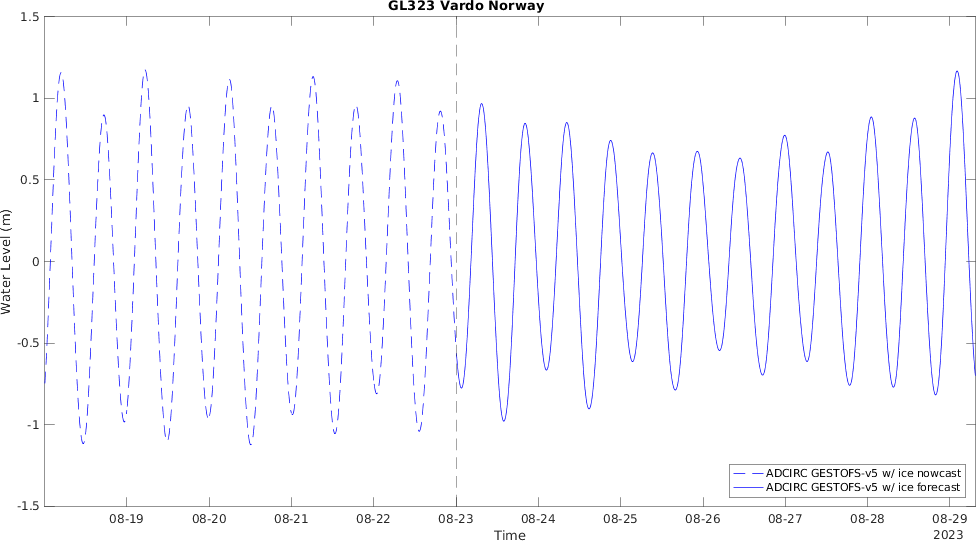 GL323 Vardo Norway
1.5
1
0.5
0
-0.5
-1
-1.5
Water Level (m)
ADCIRC GESTOFS-v5 w/ ice nowcast
ADCIRC GESTOFS-v5 w/ ice forecast
08-19 08-20 08-21 08-22 08-23 08-24 08-25 08-26 08-27 08-28 08-29
2023
Time